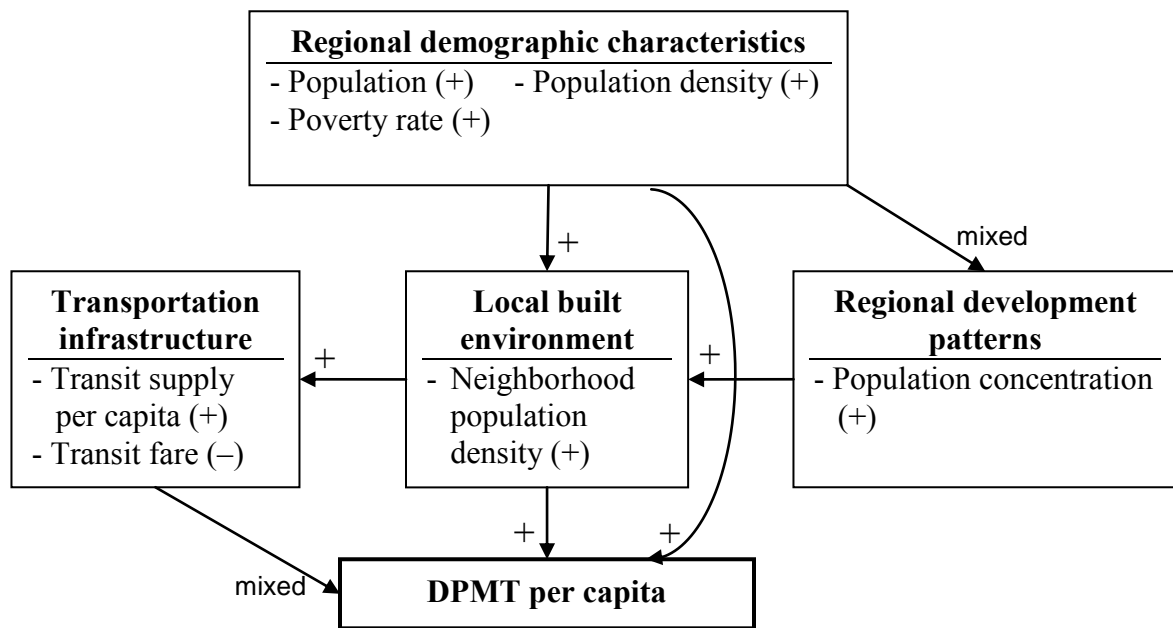 Regional demographic characteristics
- Population (+) - Population density (+)
- Poverty rate (+)
+
mixed
Transportation
infrastructure
- Transit supply
per capita (+)
- Transit fare (–)
+
Local built
environment
- Neighborhood
population
density (+)
+
Regional development
patterns
- Population concentration
(+)
+
+
mixed
DPMT per capita